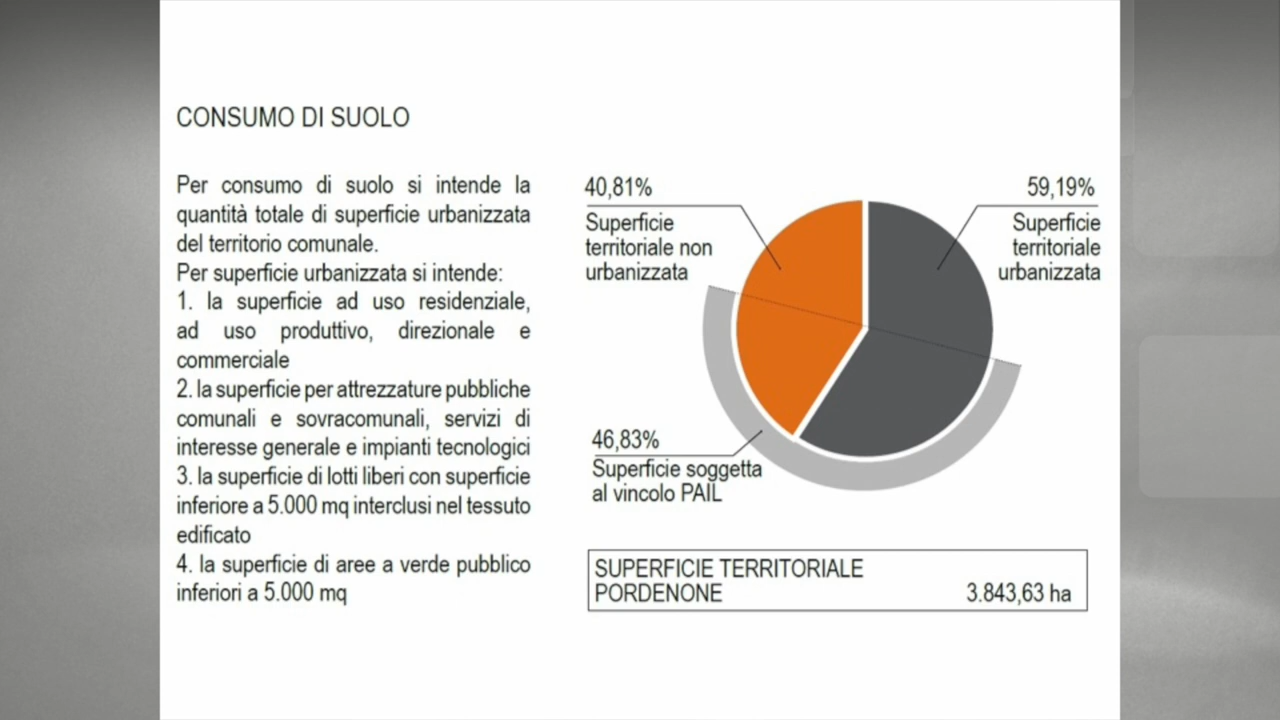 CONSUMO DI SUOLO
Per consumo di suolo si intende la
quantità totale di superficie urbanizzata
del territorio comunale.
Per superficie urbanizzata si intende:
1. la superficie ad uso residenziale,
ad uso produttivo, direzionale e
commerciale
2. la superficie per attrezzature pubbliche
comunali e sovracomunali, servizi di
interesse generale e impianti tecnologici
3. la superficie di lotti liberi con superficie
inferiore a 5.000 mq interclusi nel tessuto
edificato
4. la superficie di aree a verde pubblico
inferiori a 5.000 mq
40,81%
Superficie
territoriale non
urbanizzata
59,19%
Superficie
territoriale
urbanizzata
46,83%
Superficie soggetta
al vincolo PAIL
SUPERFICIE TERRITORIALE
PORDENONE 3.843,63 ha